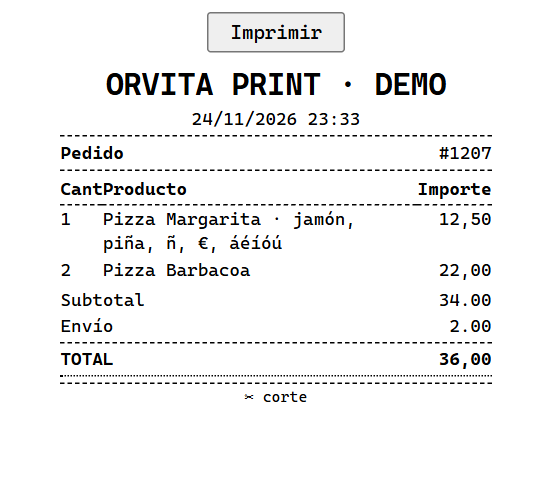 Imprimir
ORVITA PRINT · DEMO
24/11/2026 23:33
Pedido #1207
CantProducto Importe
1 Pizza Margarita · jamón, 12,50
piña, ñ, €, áéíóú
2 Pizza Barbacoa 22,00
Subtotal 34.00
Envío 2.00
TOTAL 36,00
✂ corte